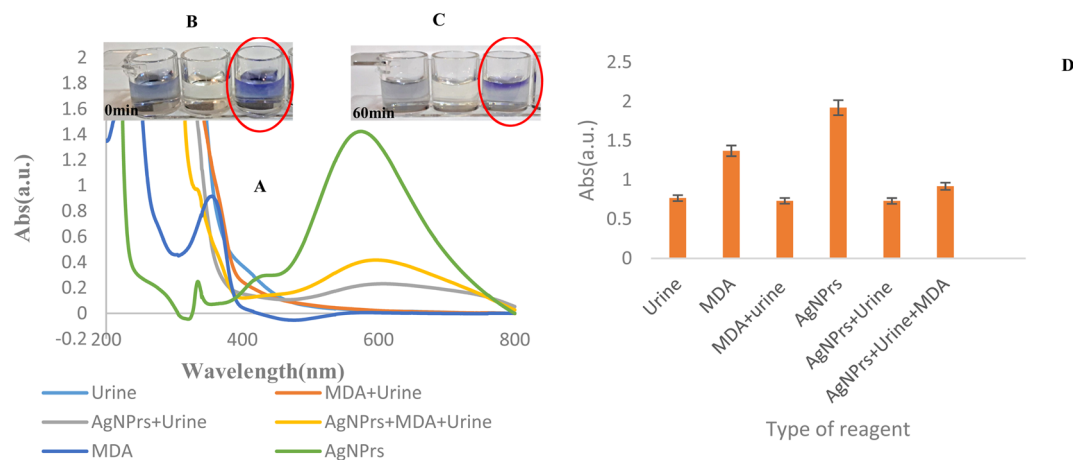 B
C
2
1.8
1.6
1.4
1.2
1
0.8
0.6
0.4
0.2
0
-0.2
0min
60min
A
Abs(a.u.)
200
400
600
800
Wavelength(nm)
Urine
MDA+Urine
AgNPrs+Urine
AgNPrs+MDA+Urine
MDA
AgNPrs
D
2.5
2
1.5
1
0.5
0
Abs(a.u.)
Urine
MDA
MDA+urine
AgNPrs
AgNPrs+Urine
AgNPrs+Urine+MDA
Type of reagent